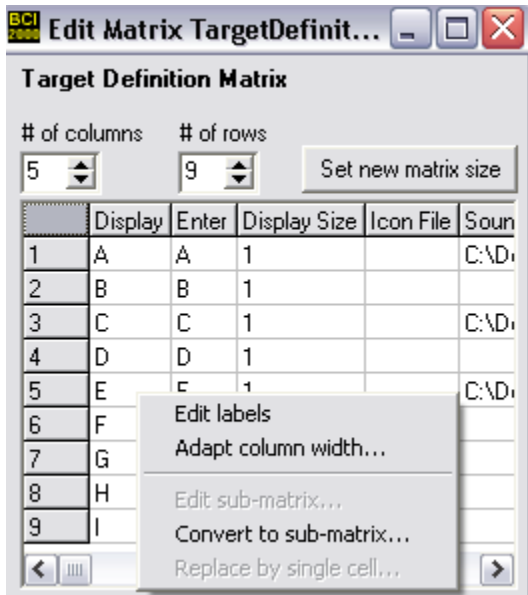 BCI 2000 Edit Matrix TargetDefinit...
Target Definition Matrix
# of columns # of rows
5 9 Set new matrix size
Display Enter Display Size Icon File Soun
1 A A 1 C:\D
2 B B 1
3 C C 1 C:\D
4 D D 1
5 E E 1 C:\D
6 F
7 G
8 H
9 I
Edit labels
Adapt column width...
Edit sub-matrix...
Convert to sub-matrix...
Replace by single cell...